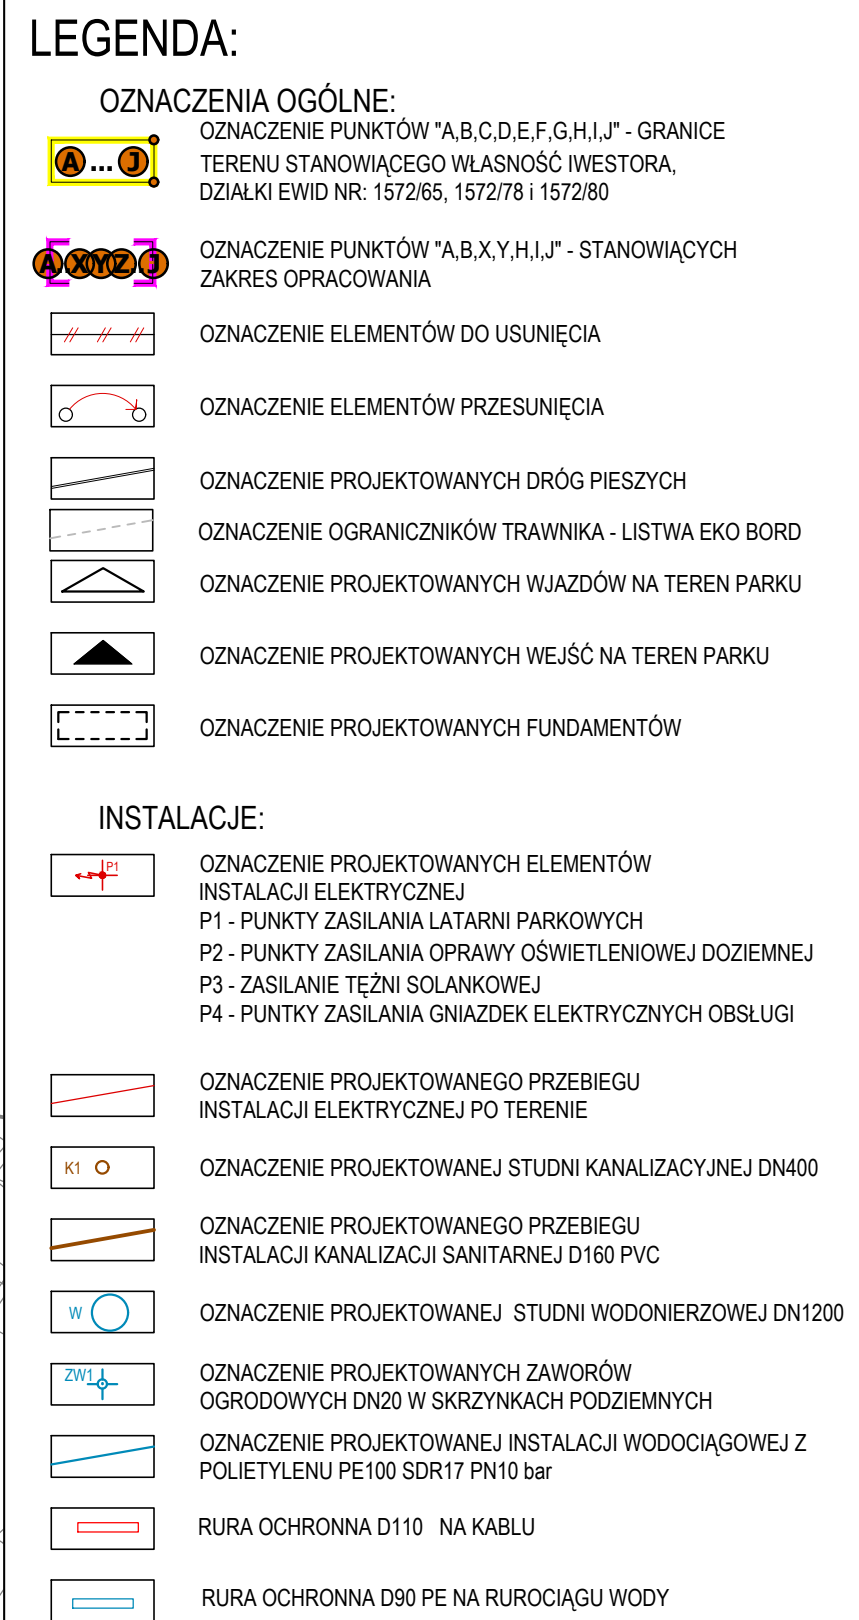 LEGENDA:
OZNACZENIA OGÓLNE:
A ... J
OZNACZENIE PUNKTÓW "A,B,C,D,E,F,G,H,I,J" - GRANICE
TERENU STANOWIĄCEGO WŁASNOŚĆ IWESTORA,
DZIAŁKI EWID NR: 1572/65, 1572/78 i 1572/80
A..XYZ..J
OZNACZENIE PUNKTÓW "A,B,X,Y,H,I,J" - STANOWIĄCYCH
ZAKRES OPRACOWANIA
OZNACZENIE ELEMENTÓW DO USUNIĘCIA
OZNACZENIE ELEMENTÓW PRZESUNIĘCIA
OZNACZENIE PROJEKTOWANYCH DRÓG PIESZYCH
OZNACZENIE OGRANICZNIKÓW TRAWNIKA - LISTWA EKO BORD
OZNACZENIE PROJEKTOWANYCH WJAZDÓW NA TEREN PARKU
OZNACZENIE PROJEKTOWANYCH WEJŚĆ NA TEREN PARKU
OZNACZENIE PROJEKTOWANYCH FUNDAMENTÓW
INSTALACJE:
P1
OZNACZENIE PROJEKTOWANYCH ELEMENTÓW
INSTALACJI ELEKTRYCZNEJ
P1 - PUNKTY ZASILANIA LATARNI PARKOWYCH
P2 - PUNKTY ZASILANIA OPRAWY OŚWIETLENIOWEJ DOZIEMNEJ
P3 - ZASILANIE TĘŻNI SOLANKOWEJ
P4 - PUNTKY ZASILANIA GNIAZDEK ELEKTRYCZNYCH OBSŁUGI
OZNACZENIE PROJEKTOWANEGO PRZEBIEGU
INSTALACJI ELEKTRYCZNEJ PO TERENIE
K1
OZNACZENIE PROJEKTOWANEJ STUDNI KANALIZACYJNEJ DN400
OZNACZENIE PROJEKTOWANEGO PRZEBIEGU
INSTALACJI KANALIZACJI SANITARNEJ D160 PVC
W
OZNACZENIE PROJEKTOWANEJ STUDNI WODONIERZOWEJ DN1200
ZW1
OZNACZENIE PROJEKTOWANYCH ZAWORÓW
OGRODOWYCH DN20 W SKRZYNKACH PODZIEMNYCH
OZNACZENIE PROJEKTOWANEJ INSTALACJI WODOCIĄGOWEJ Z
POLIETYLENU PE100 SDR17 PN10 bar
RURA OCHRONNA D110 NA KABLU
RURA OCHRONNA D90 PE NA RUROCIĄGU WODY